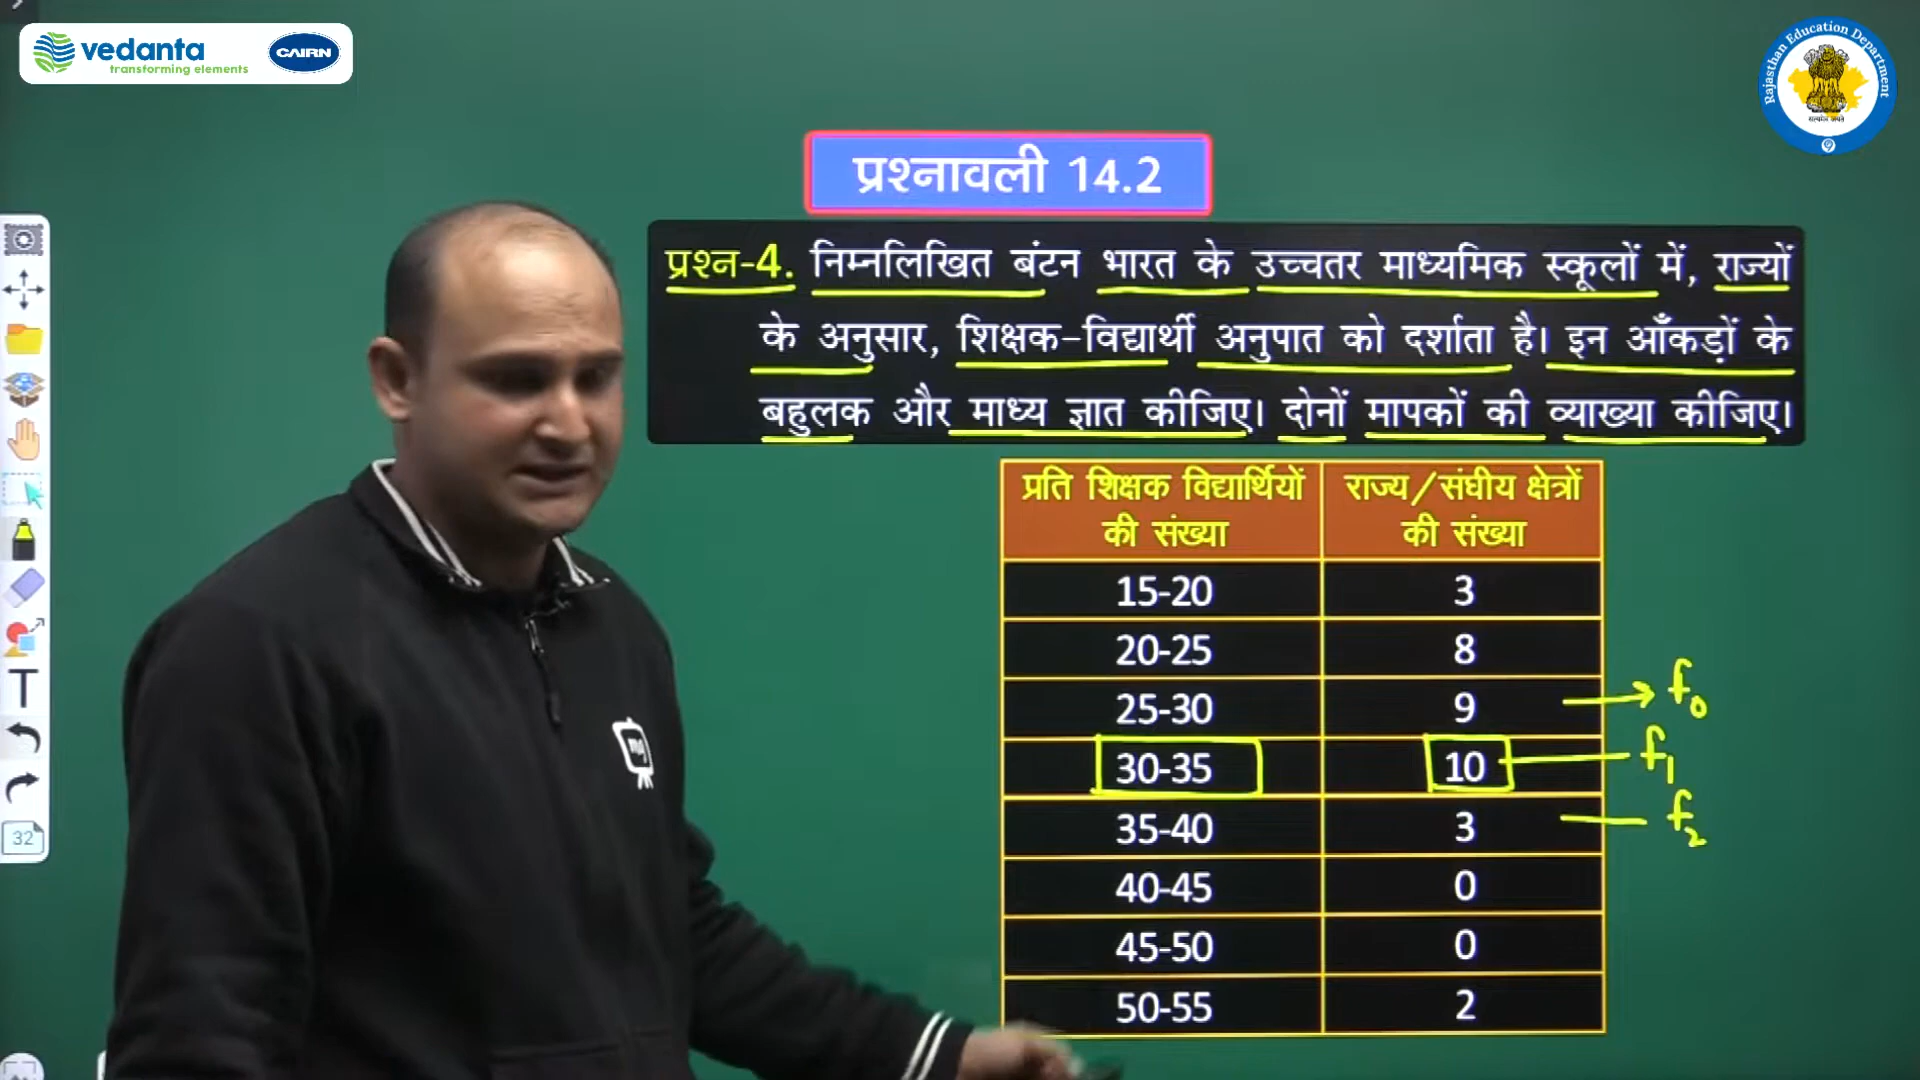 vedanta
transforming elements
CAIRN
Rajasthan Education Department
सत्यमेव जयते
प्रश्नावली 14.2
प्रश्न-4. निम्नलिखित बंटन भारत के उच्चतर माध्यमिक स्कूलों में, राज्यों
के अनुसार, शिक्षक-विद्यार्थी अनुपात को दर्शाता है। इन आँकड़ों के
बहुलक और माध्य ज्ञात कीजिए। दोनों मापकों की व्याख्या कीजिए।
प्रति शिक्षक विद्यार्थियों की संख्या राज्य/संघीय क्षेत्रों की संख्या
15-20 3
20-25 8
25-30 9 f₀
30-35 10 f₁
35-40 3 f₂
40-45 0
45-50 0
50-55 2
T
32